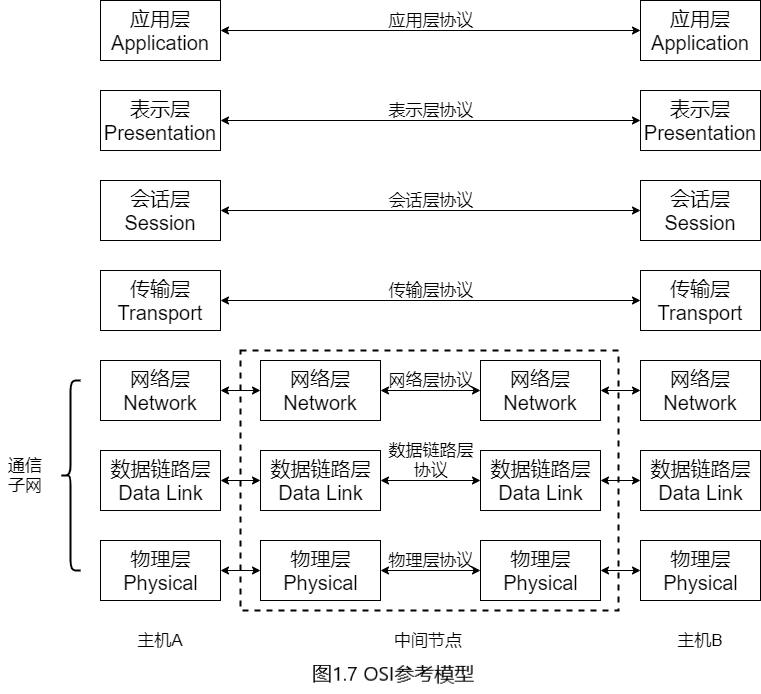 应用层
Application
应用层协议
应用层
Application
表示层
Presentation
表示层协议
表示层
Presentation
会话层
Session
会话层协议
会话层
Session
传输层
Transport
传输层协议
传输层
Transport
网络层
Network
网络层
Network
网络层协议
网络层
Network
网络层
Network
通信
子网
数据链路层
Data Link
数据链路层
Data Link
数据链路层
协议
数据链路层
Data Link
数据链路层
Data Link
物理层
Physical
物理层
Physical
物理层协议
物理层
Physical
物理层
Physical
主机A
中间节点
主机B
图1.7 OSI参考模型